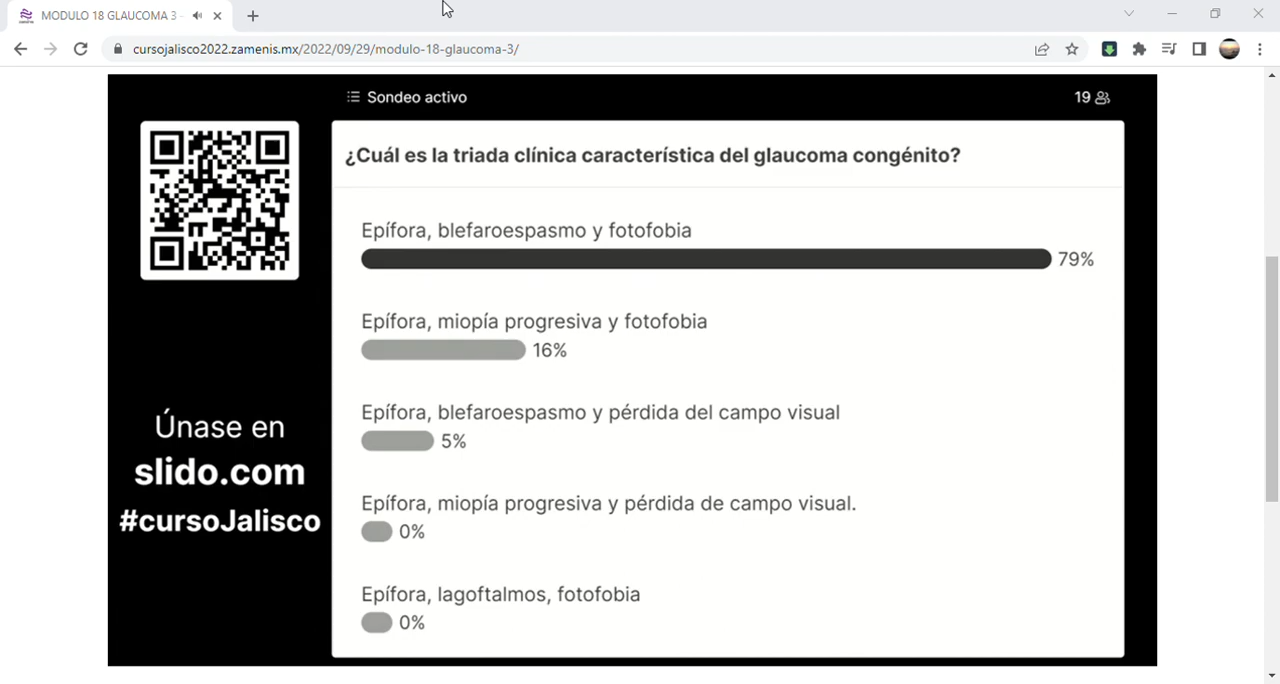 MODULO 18 GLAUCOMA 3 -
cursojalisco2022.zamenis.mx/2022/09/29/modulo-18-glaucoma-3/
Sondeo activo
19
¿Cuál es la triada clínica característica del glaucoma congénito?
Epífora, blefaroespasmo y fotofobia
79%
Epífora, miopía progresiva y fotofobia
16%
Epífora, blefaroespasmo y pérdida del campo visual
5%
Epífora, miopía progresiva y pérdida de campo visual.
0%
Epífora, lagoftalmos, fotofobia
0%
Únase en
slido.com
#cursoJalisco